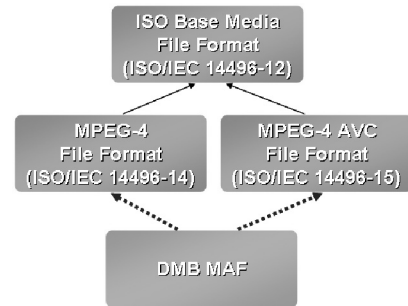 ISO Base Media
File Format
(ISO/IEC 14496-12)
MPEG-4
File Format
(ISO/IEC 14496-14)
MPEG-4 AVC
File Format
(ISO/IEC 14496-15)
DMB MAF